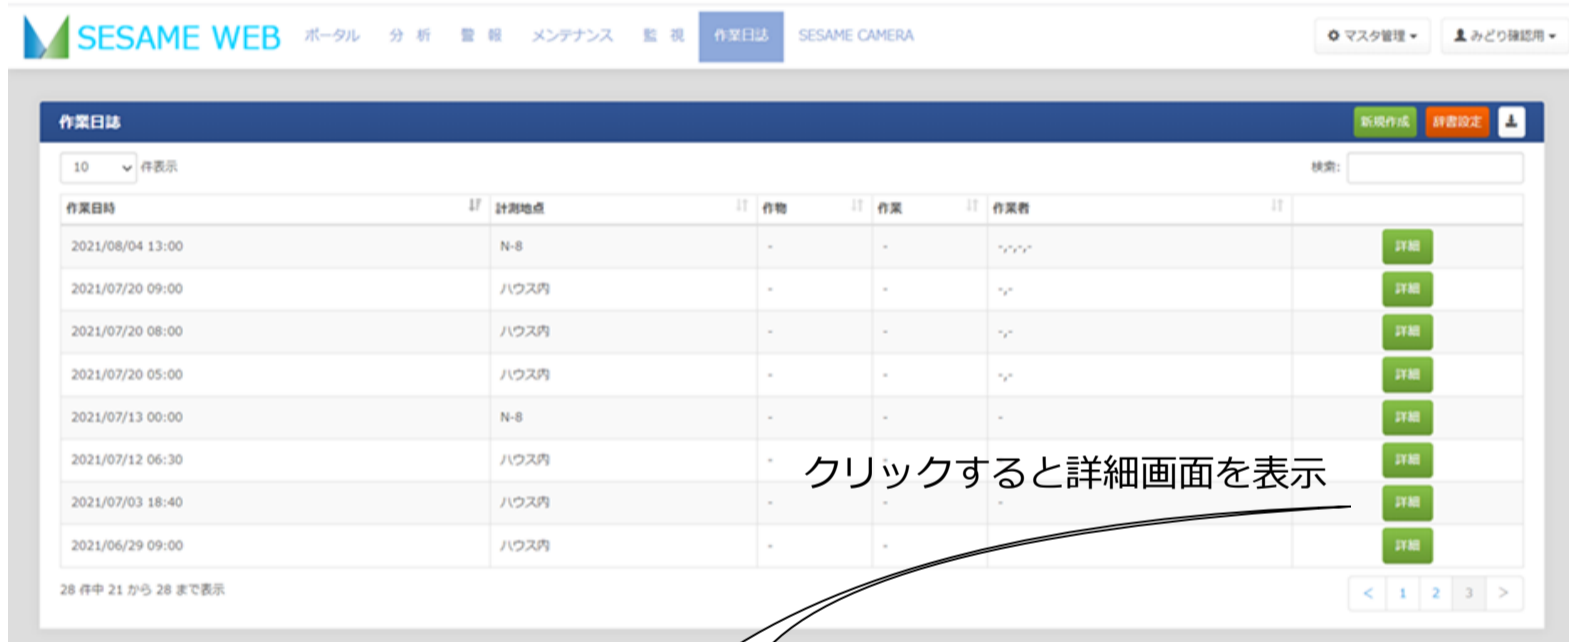 SESAME WEB ポータル 分 析 警 報 メンテナンス 監 視 作業日誌 SESAME CAMERA マスタ管理 みどり確認用
作業日誌 新規作成 辞書設定
10 件表示 検索:
作業日時 計測地点 作物 作業 作業者
2021/08/04 13:00 N-8 - - -,-,-,- 詳細
2021/07/20 09:00 ハウス内 - - -,- 詳細
2021/07/20 08:00 ハウス内 - - -,- 詳細
2021/07/20 05:00 ハウス内 - - -,- 詳細
2021/07/13 00:00 N-8 - - - 詳細
2021/07/12 06:30 ハウス内 - 詳細
クリックすると詳細画面を表示
2021/07/03 18:40 ハウス内 - - - 詳細
2021/06/29 09:00 ハウス内 - - 詳細
28 件中 21 から 28 まで表示 < 1 2 3 >